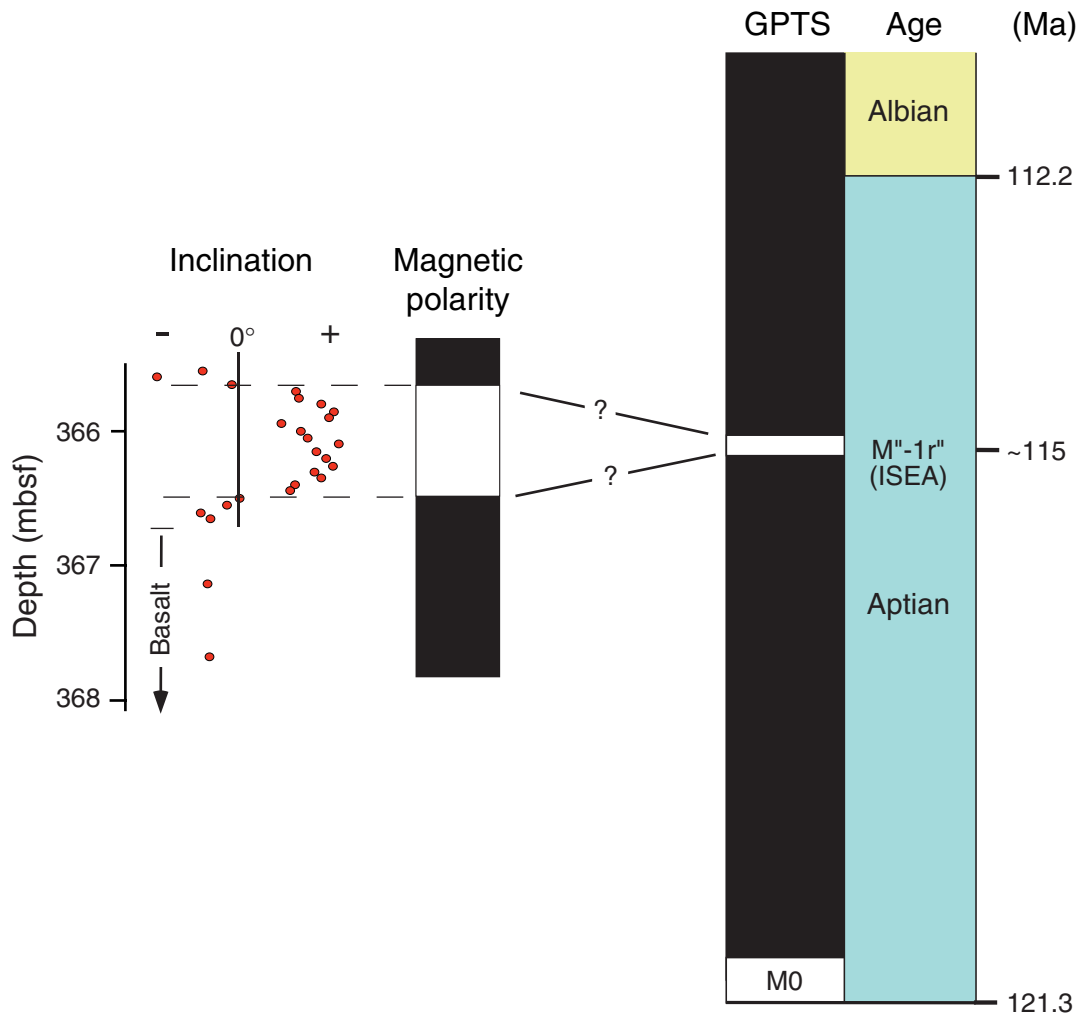 GPTS Age (Ma)
Albian
112.2
Inclination
Magnetic
polarity
- 0° +
?
366
M"-1r"
(ISEA)
~115
?
367
Depth (mbsf)
Basalt
Aptian
368
M0
121.3